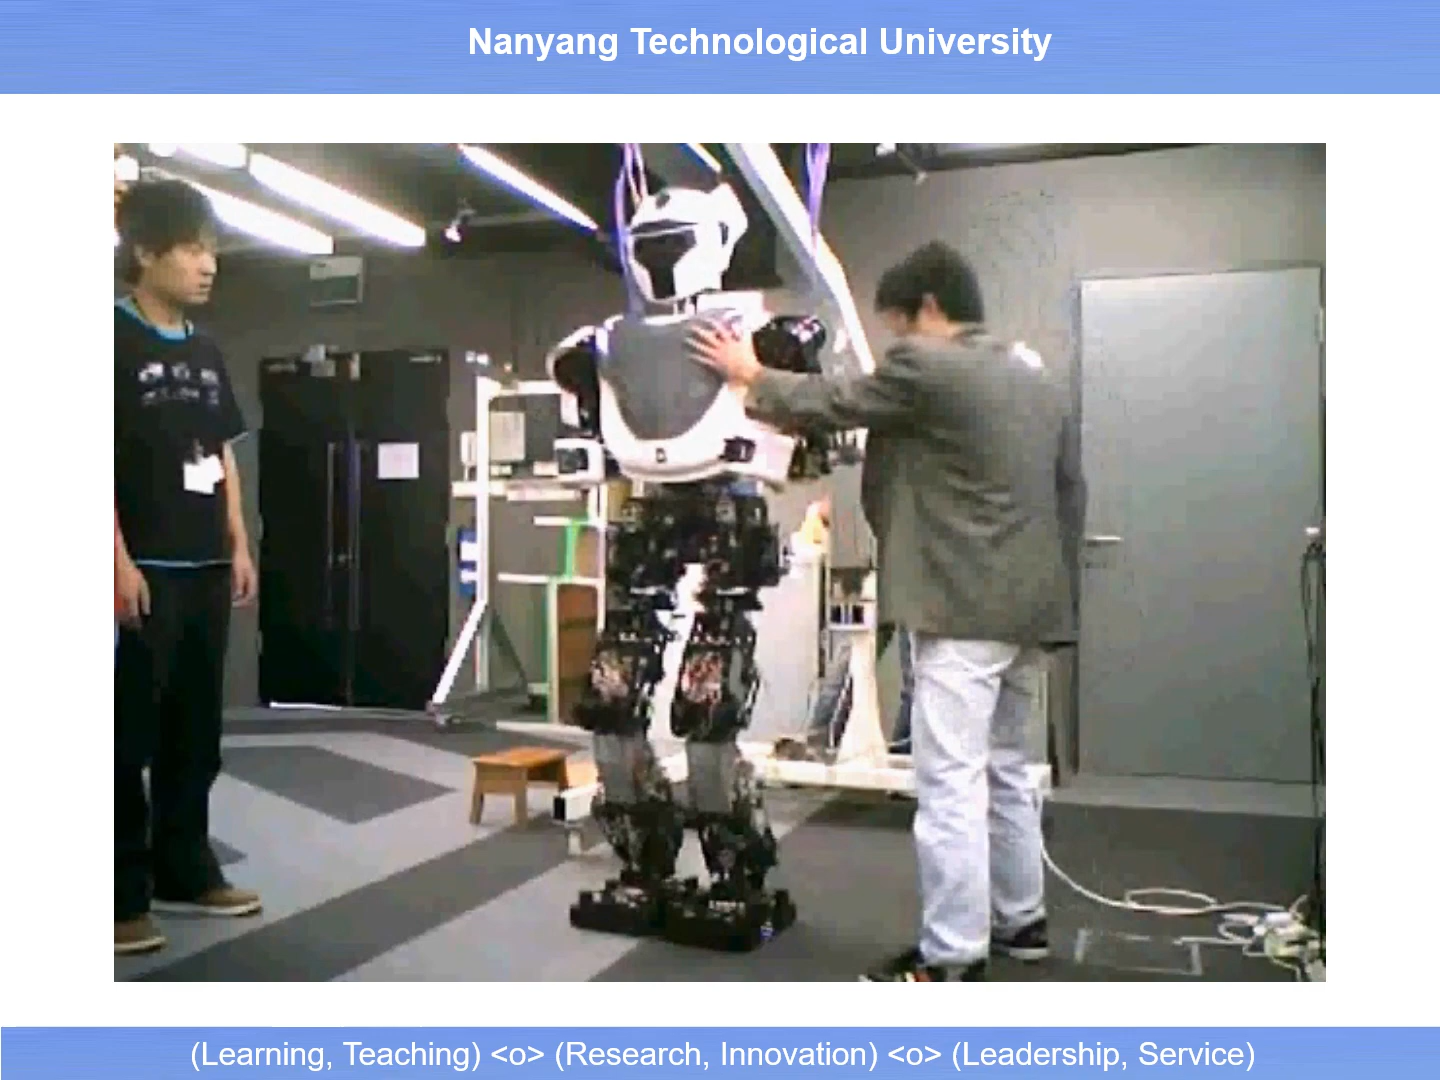 Nanyang Technological University
(Learning, Teaching) <o> (Research, Innovation) <o> (Leadership, Service)